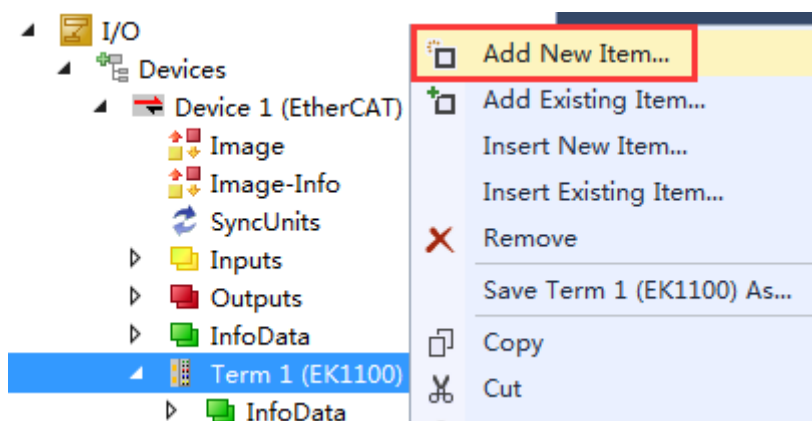 I/O
Devices
Device 1 (EtherCAT)
Image
Image-Info
SyncUnits
Inputs
Outputs
InfoData
Term 1 (EK1100)
InfoData
Add New Item...
Add Existing Item...
Insert New Item...
Insert Existing Item...
Remove
Save Term 1 (EK1100) As...
Copy
Cut